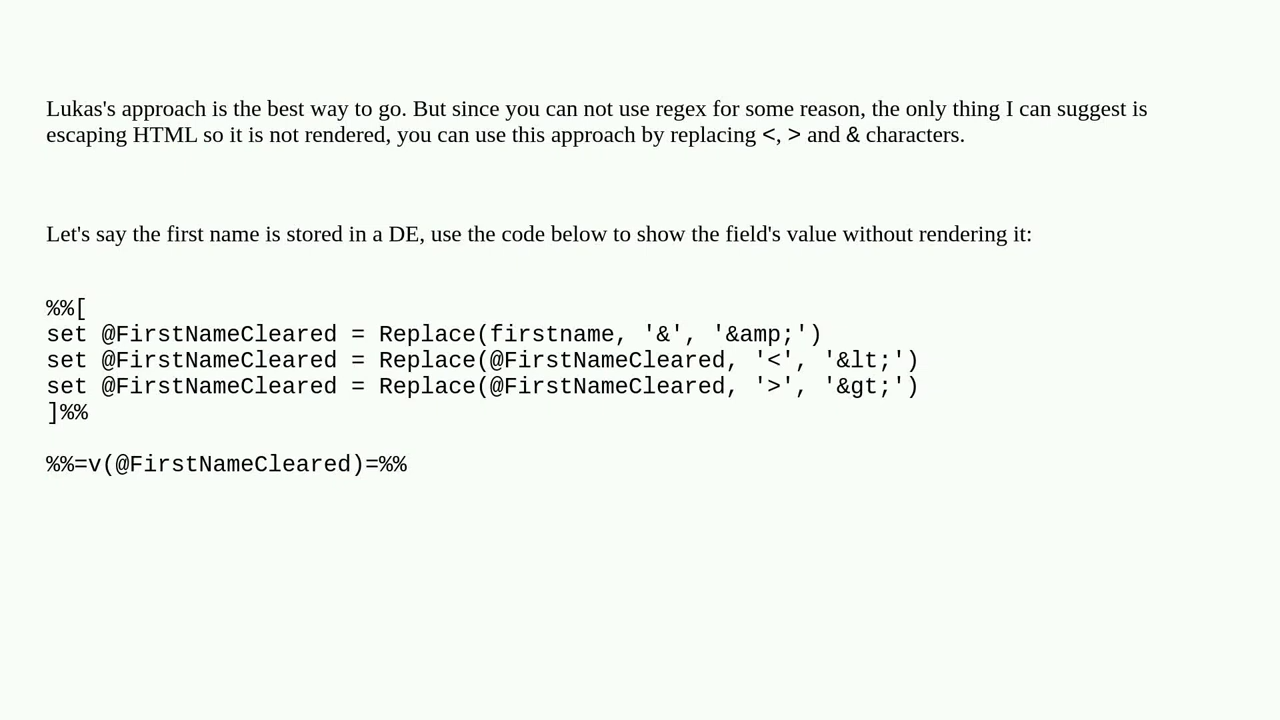 Lukas's approach is the best way to go. But since you can not use regex for some reason, the only thing I can suggest is
escaping HTML so it is not rendered, you can use this approach by replacing <, > and & characters.
Let's say the first name is stored in a DE, use the code below to show the field's value without rendering it:
%%[
set @FirstNameCleared = Replace(firstname, '&', '&amp;')
set @FirstNameCleared = Replace(@FirstNameCleared, '<', '&lt;')
set @FirstNameCleared = Replace(@FirstNameCleared, '>', '&gt;')
]%%
%%=v(@FirstNameCleared)=%%